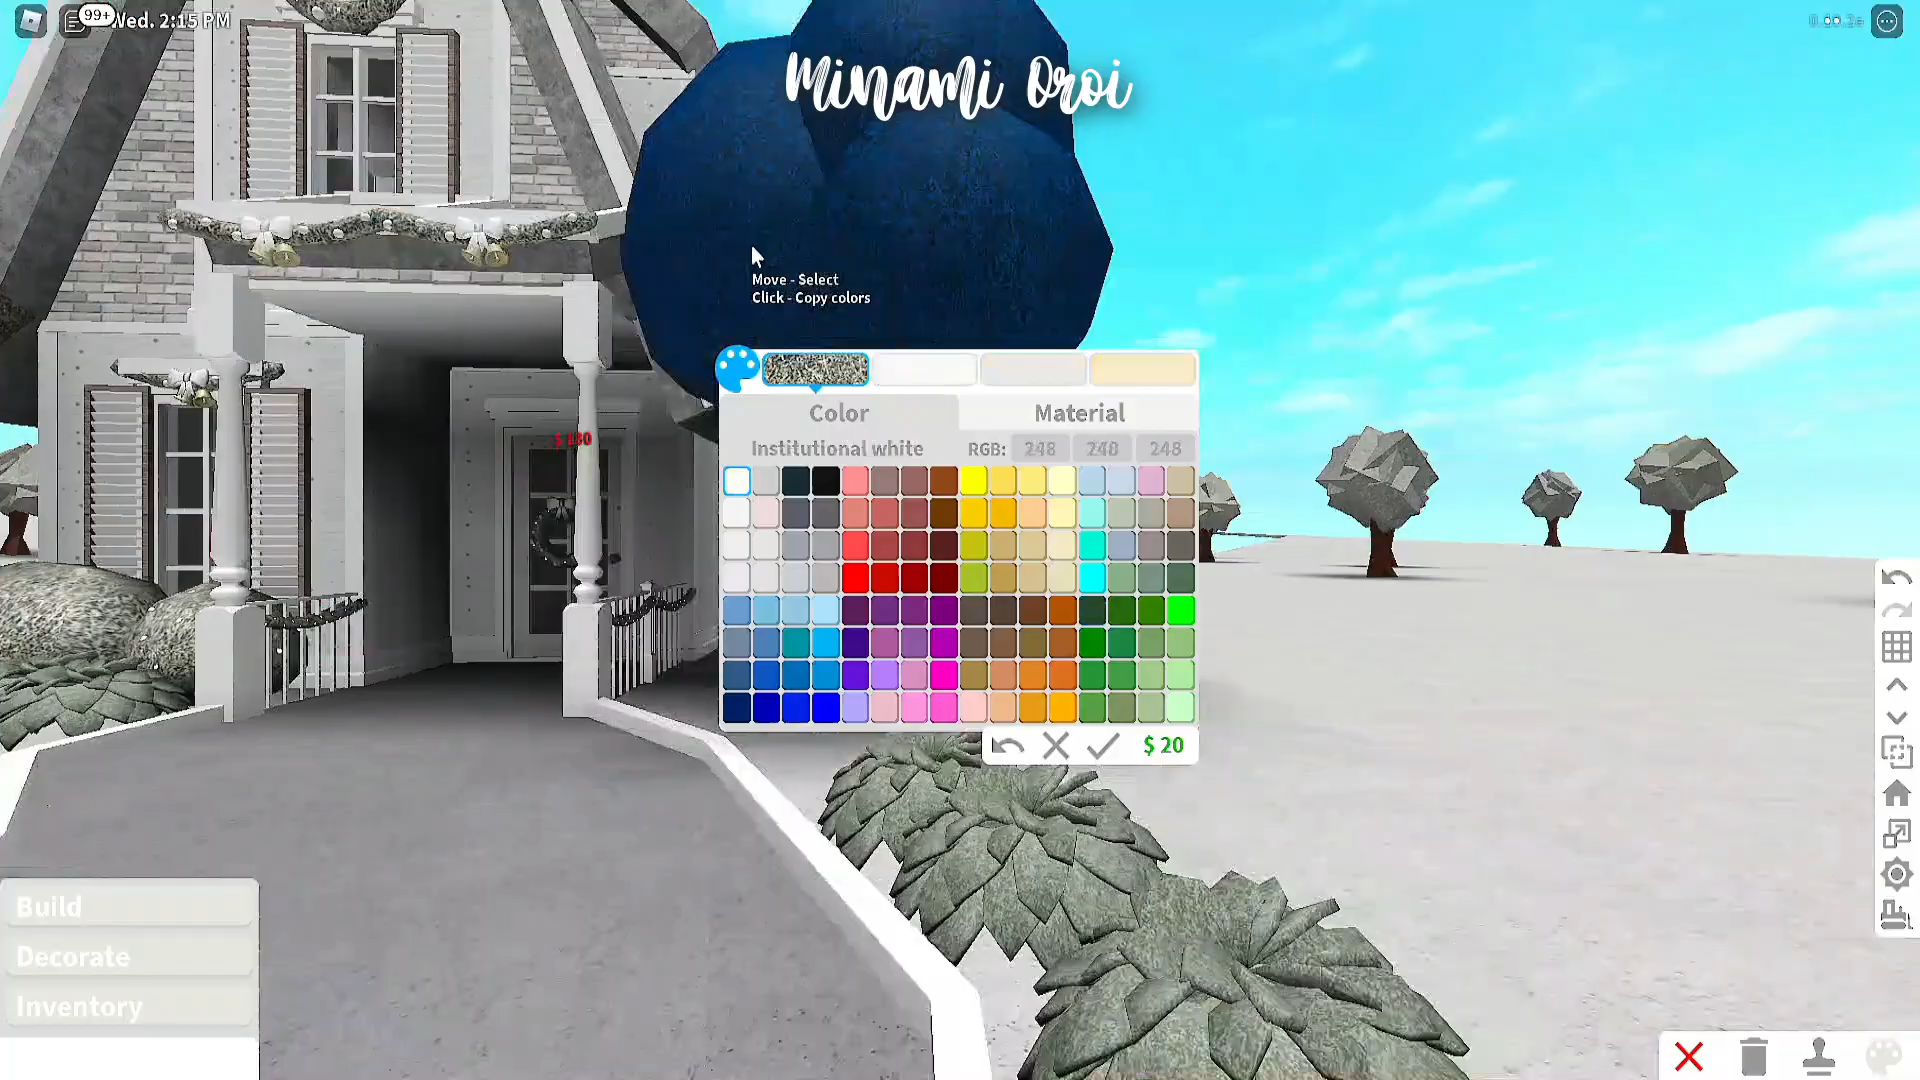 99+
Wed. 2:15 PM
Minami Oroi
Move - Select
Click - Copy colors
Color
Material
Institutional white
RGB: 248 248 248
$ 20
Build
Decorate
Inventory